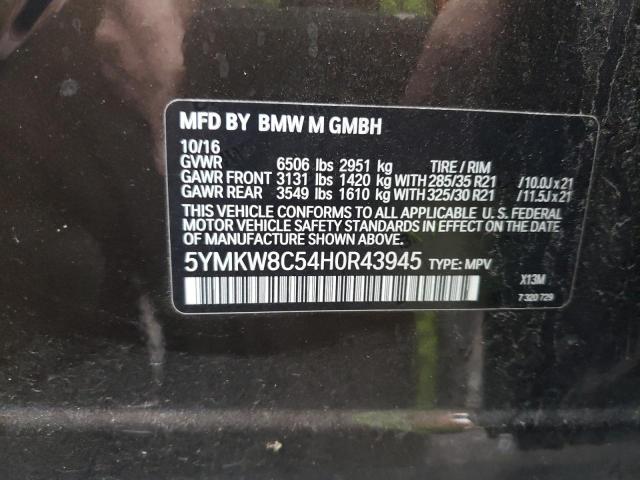 MFD BY BMW M GMBH
10/16
GVWR 6506 lbs 2951 kg TIRE / RIM
GAWR FRONT 3131 lbs 1420 kg WITH 285/35 R21 /10.0J x 21
GAWR REAR 3549 lbs 1610 kg WITH 325/30 R21 /11.5J x 21
THIS VEHICLE CONFORMS TO ALL APPLICABLE U. S. FEDERAL
MOTOR VEHICLE SAFETY STANDARDS IN EFFECT ON THE
DATE OF MANUFACTURE SHOWN ABOVE.
5YMKW8C54H0R43945 TYPE: MPV
X13M
7 320 729